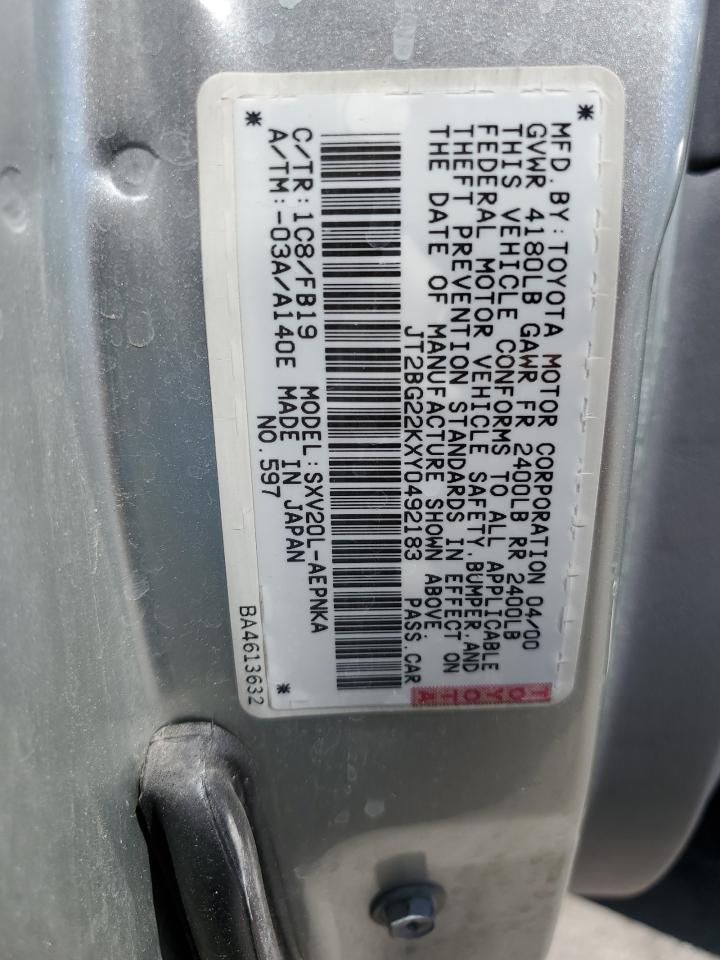 *
MFD. BY: TOYOTA MOTOR CORPORATION 04/00
GVWR 4180LB GAWR FR 2400LB RR 2400LB
THIS VEHICLE CONFORMS TO ALL APPLICABLE
FEDERAL MOTOR VEHICLE SAFETY, BUMPER, AND
THEFT PREVENTION STANDARDS IN EFFECT ON
THE DATE OF MANUFACTURE SHOWN ABOVE.
JT2BG22KXY0492183 PASS.CAR
C/TR:1C8/FB19 MODEL:SXV20L-AEPNKA
A/TM:-03A/A140E MADE IN JAPAN
* NO.597 *
BA4613632
TOYOTA